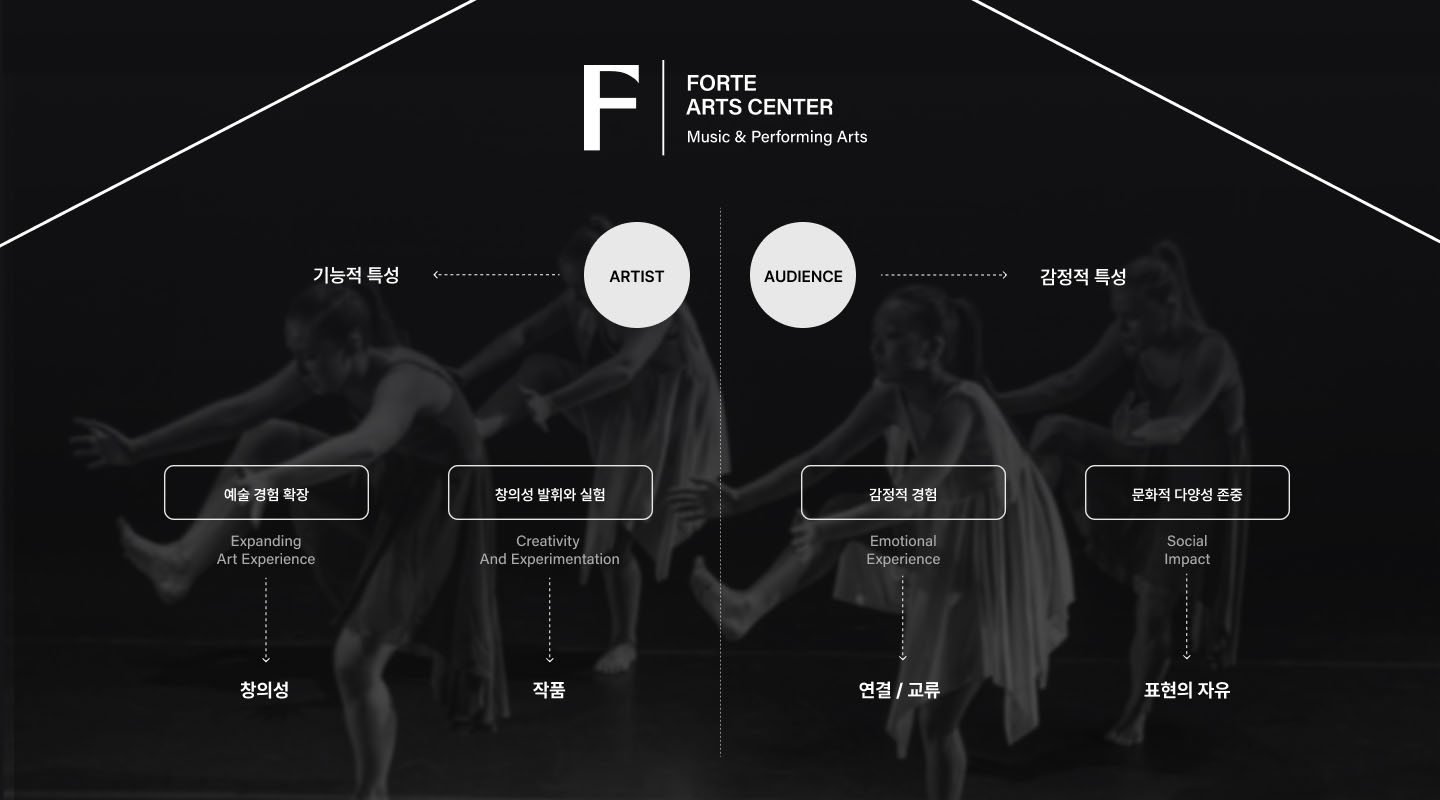 F
FORTE
ARTS CENTER
Music & Performing Arts
기능적 특성
ARTIST
AUDIENCE
감정적 특성
예술 경험 확장
창의성 발휘와 실험
감정적 경험
문화적 다양성 존중
Expanding
Art Experience
Creativity
And Experimentation
Emotional
Experience
Social
Impact
창의성
작품
연결 / 교류
표현의 자유